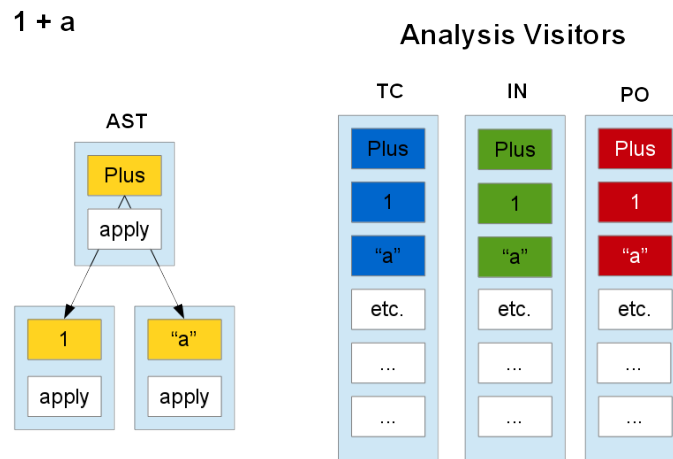 1 + a
Analysis Visitors
AST
Plus
apply
1
apply
“a”
apply
TC
Plus
1
“a”
etc.
...
...
IN
Plus
1
“a”
etc.
...
...
PO
Plus
1
“a”
etc.
...
...